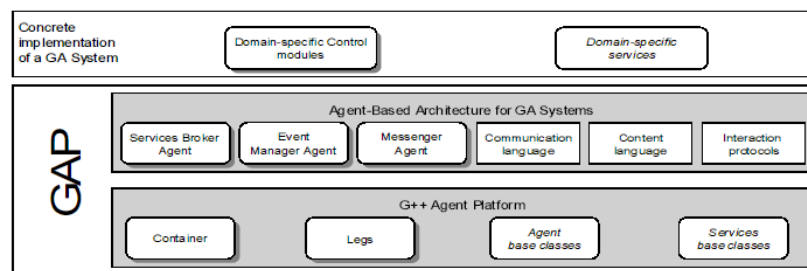 Concrete
implementation
of a GA System
Domain-specific Control
modules
Domain-specific
services
GAP
Agent-Based Architecture for GA Systems
Services Broker
Agent
Event
Manager Agent
Messenger
Agent
Communication
language
Content
language
Interaction
protocols
G++ Agent Platform
Container
Legs
Agent
base classes
Services
base classes